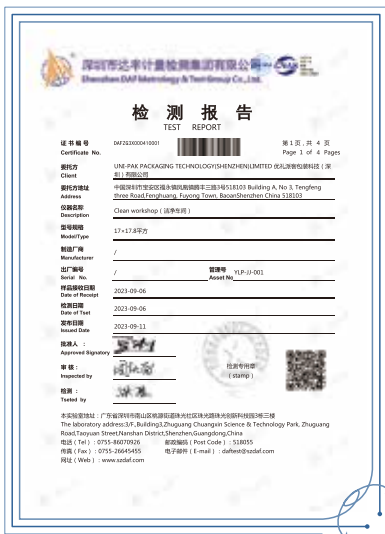 深圳市达丰计量检测集团有限公司
Shenzhen DAF Metrology & Test Group Co.,Ltd.
检 测 报 告
TEST REPORT
证 书 编 号 DAFZ&JX000410001 第 1 页 , 共 4 页
Certificate No. Page 1 of 4 Pages
委托方 UNI-PAK PACKAGING TECHNOLOGY(SHENZHEN)LIMITED 优礼派客包装科技（深
Client 圳）有限公司
委托方地址 中国深圳市宝安区福永镇凤凰镇腾丰三路3号518103 Building A, No 3, Tengfeng
Address three Road,Fenghuang, Fuyong Town, BaoanShenzhen China 518103
仪器名称 Clean workshop（洁净车间）
Description
型号规格 17×17.8平方
Model/Type
制造厂商 /
Manufacturer
出厂编号 / 管理号 YLP-JJ-001
Serial No. Asset No
样品接收日期 2023-09-06
Date of Receipt
检测日期 2023-09-06
Date of Tset
发布日期 2023-09-11
Issued Date
批准人 ：
Approved Signatory
审 核 ：
Inspected by
检测专用章
(stamp)
检 测 ：
Tseted by
本实验室地址：广东省深圳市南山区桃源街道珠光社区珠光路珠光创新科技园3栋三楼
The laboratory address:3/F,Building3,Zhuguang Chuangxin Science & Technology Park, Zhuguang
Road,Taoyuan Street,Nanshan District,Shenzhen,Guangdong,China
电话（Tel）：0755-86070926 邮政编码（Post Code）：518055
传真（Fax）：0755-26645455 电子邮件（E-mail）：daftest@szdaf.com
网址（Web）：www.szdaf.com